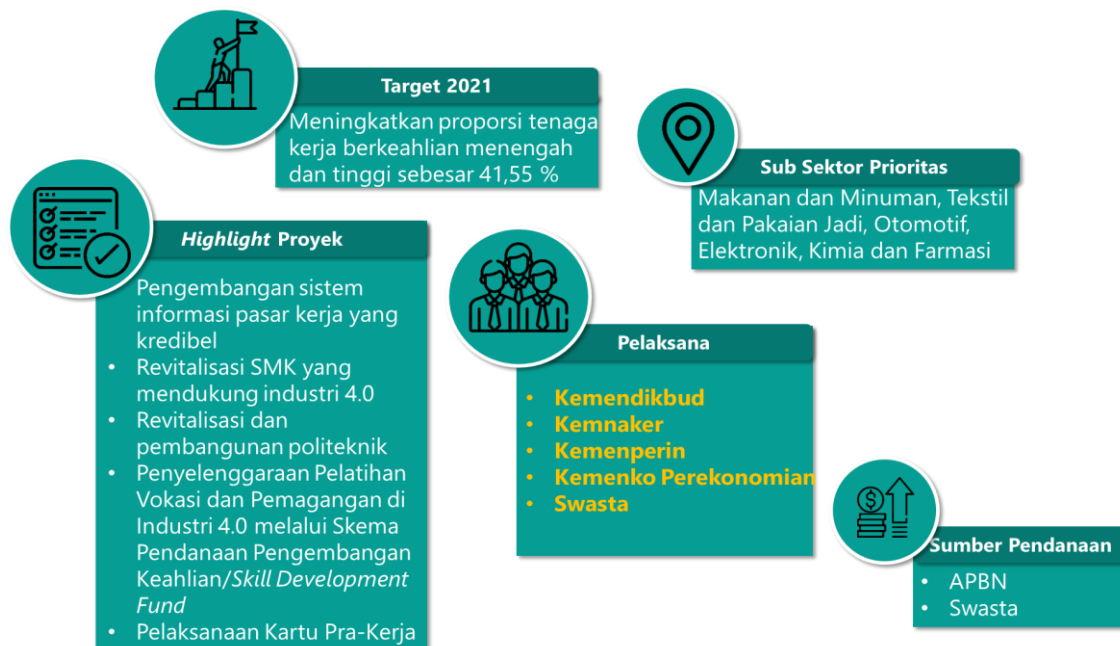 Target 2021
Meningkatkan proporsi tenaga
kerja berkeahlian menengah
dan tinggi sebesar 41,55 %
Sub Sektor Prioritas
Makanan dan Minuman, Tekstil
dan Pakaian Jadi, Otomotif,
Elektronik, Kimia dan Farmasi
Highlight Proyek
Pengembangan sistem
informasi pasar kerja yang
kredibel
• Revitalisasi SMK yang
mendukung industri 4.0
• Revitalisasi dan
pembangunan politeknik
• Penyelenggaraan Pelatihan
Vokasi dan Pemagangan di
Industri 4.0 melalui Skema
Pendanaan Pengembangan
Keahlian/Skill Development
Fund
• Pelaksanaan Kartu Pra-Kerja
Pelaksana
• Kemendikbud
• Kemnaker
• Kemenperin
• Kemenko Perekonomian
• Swasta
Sumber Pendanaan
• APBN
• Swasta